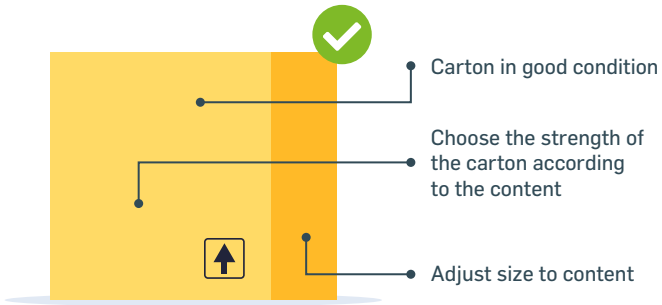 Carton in good condition
Choose the strength of
the carton according
to the content
Adjust size to content